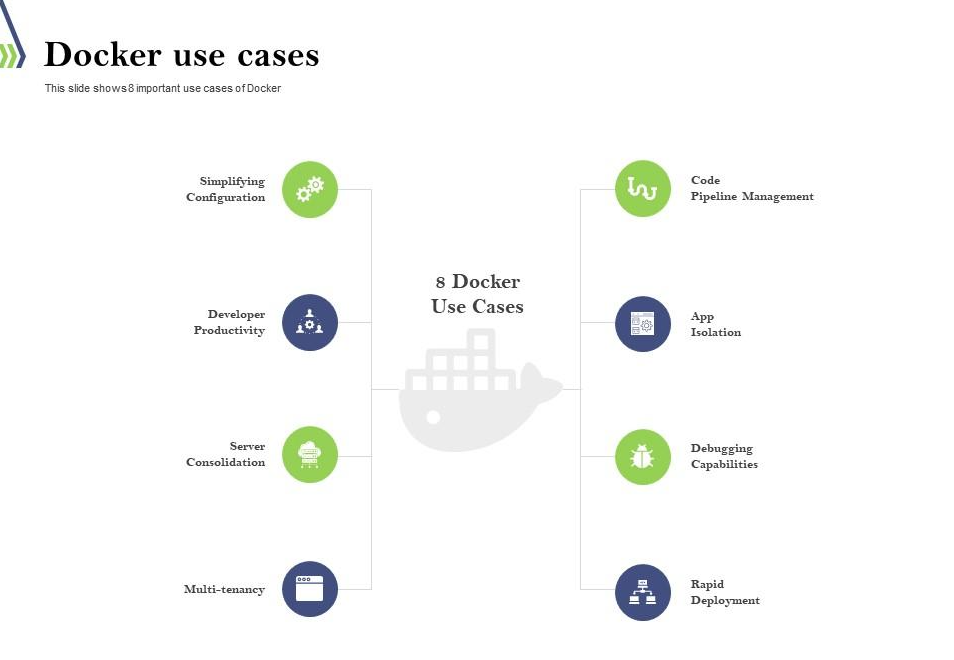 Docker use cases
This slide shows 8 important use cases of Docker
Simplifying
Configuration
Developer
Productivity
Server
Consolidation
Multi-tenancy
8 Docker
Use Cases
Code
Pipeline Management
App
Isolation
Debugging
Capabilities
Rapid
Deployment